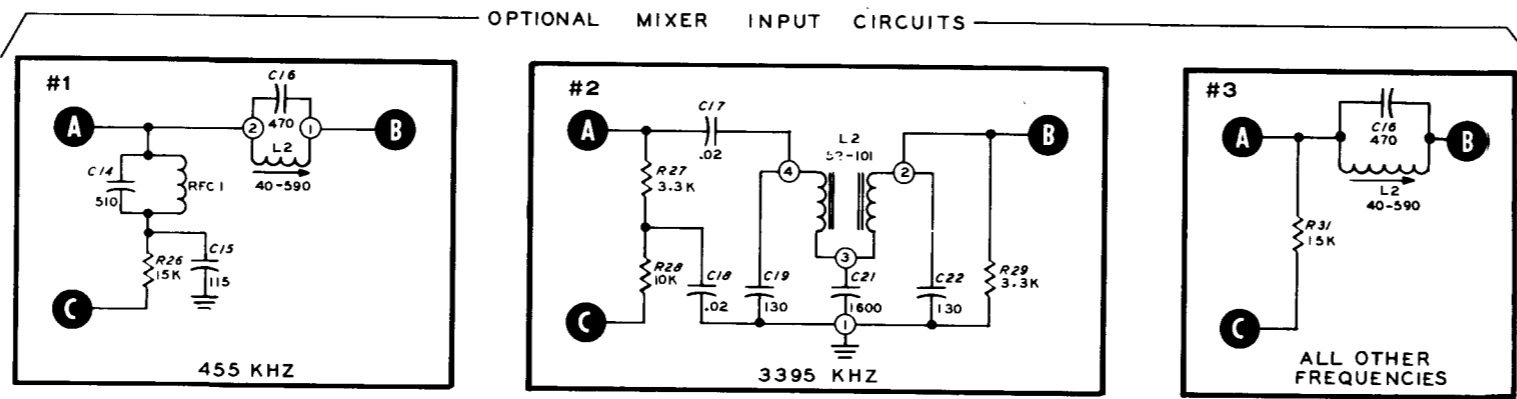 OPTIONAL MIXER INPUT CIRCUITS
#1
A
C16
470
2
1
B
L2
40-590
C14
510
RFC 1
R26
15K
C15
115
C
455 KHZ
#2
A
C17
.02
L2
4
2
B
R27
3.3K
3
R28
10K
C18
.02
C19
130
C21
1600
C22
130
R29
3.3K
C
1
3395 KHZ
#3
A
C16
470
B
L2
40-590
R31
15K
C
ALL OTHER
FREQUENCIES